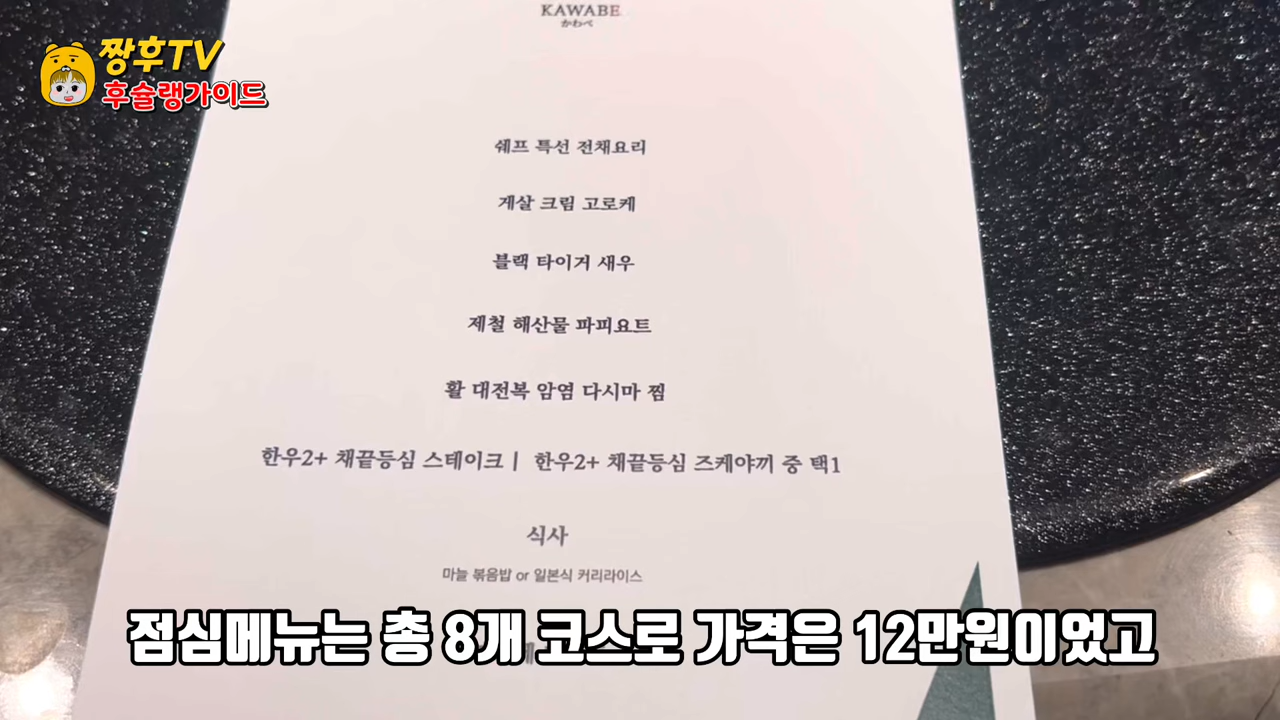 KAWABE
かわべ
짱후TV
후슐랭가이드
쉐프 특선 전채요리
게살 크림 고로케
블랙 타이거 새우
제철 해산물 파피요트
활 대전복 암염 다시마 찜
한우2+ 채끝등심 스테이크 | 한우2+ 채끝등심 즈케야끼 중 택1
식사
마늘 볶음밥 or 일본식 커리라이스
점심메뉴는 총 8개 코스로 가격은 12만원이었고